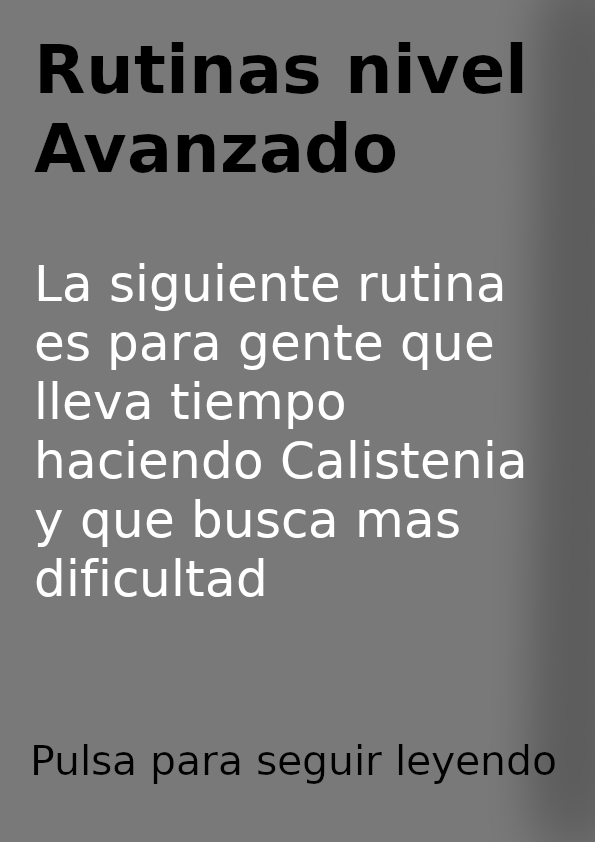 Rutinas nivel
Avanzado
La siguiente rutina
es para gente que
lleva tiempo
haciendo Calistenia
y que busca mas
dificultad
Pulsa para seguir leyendo